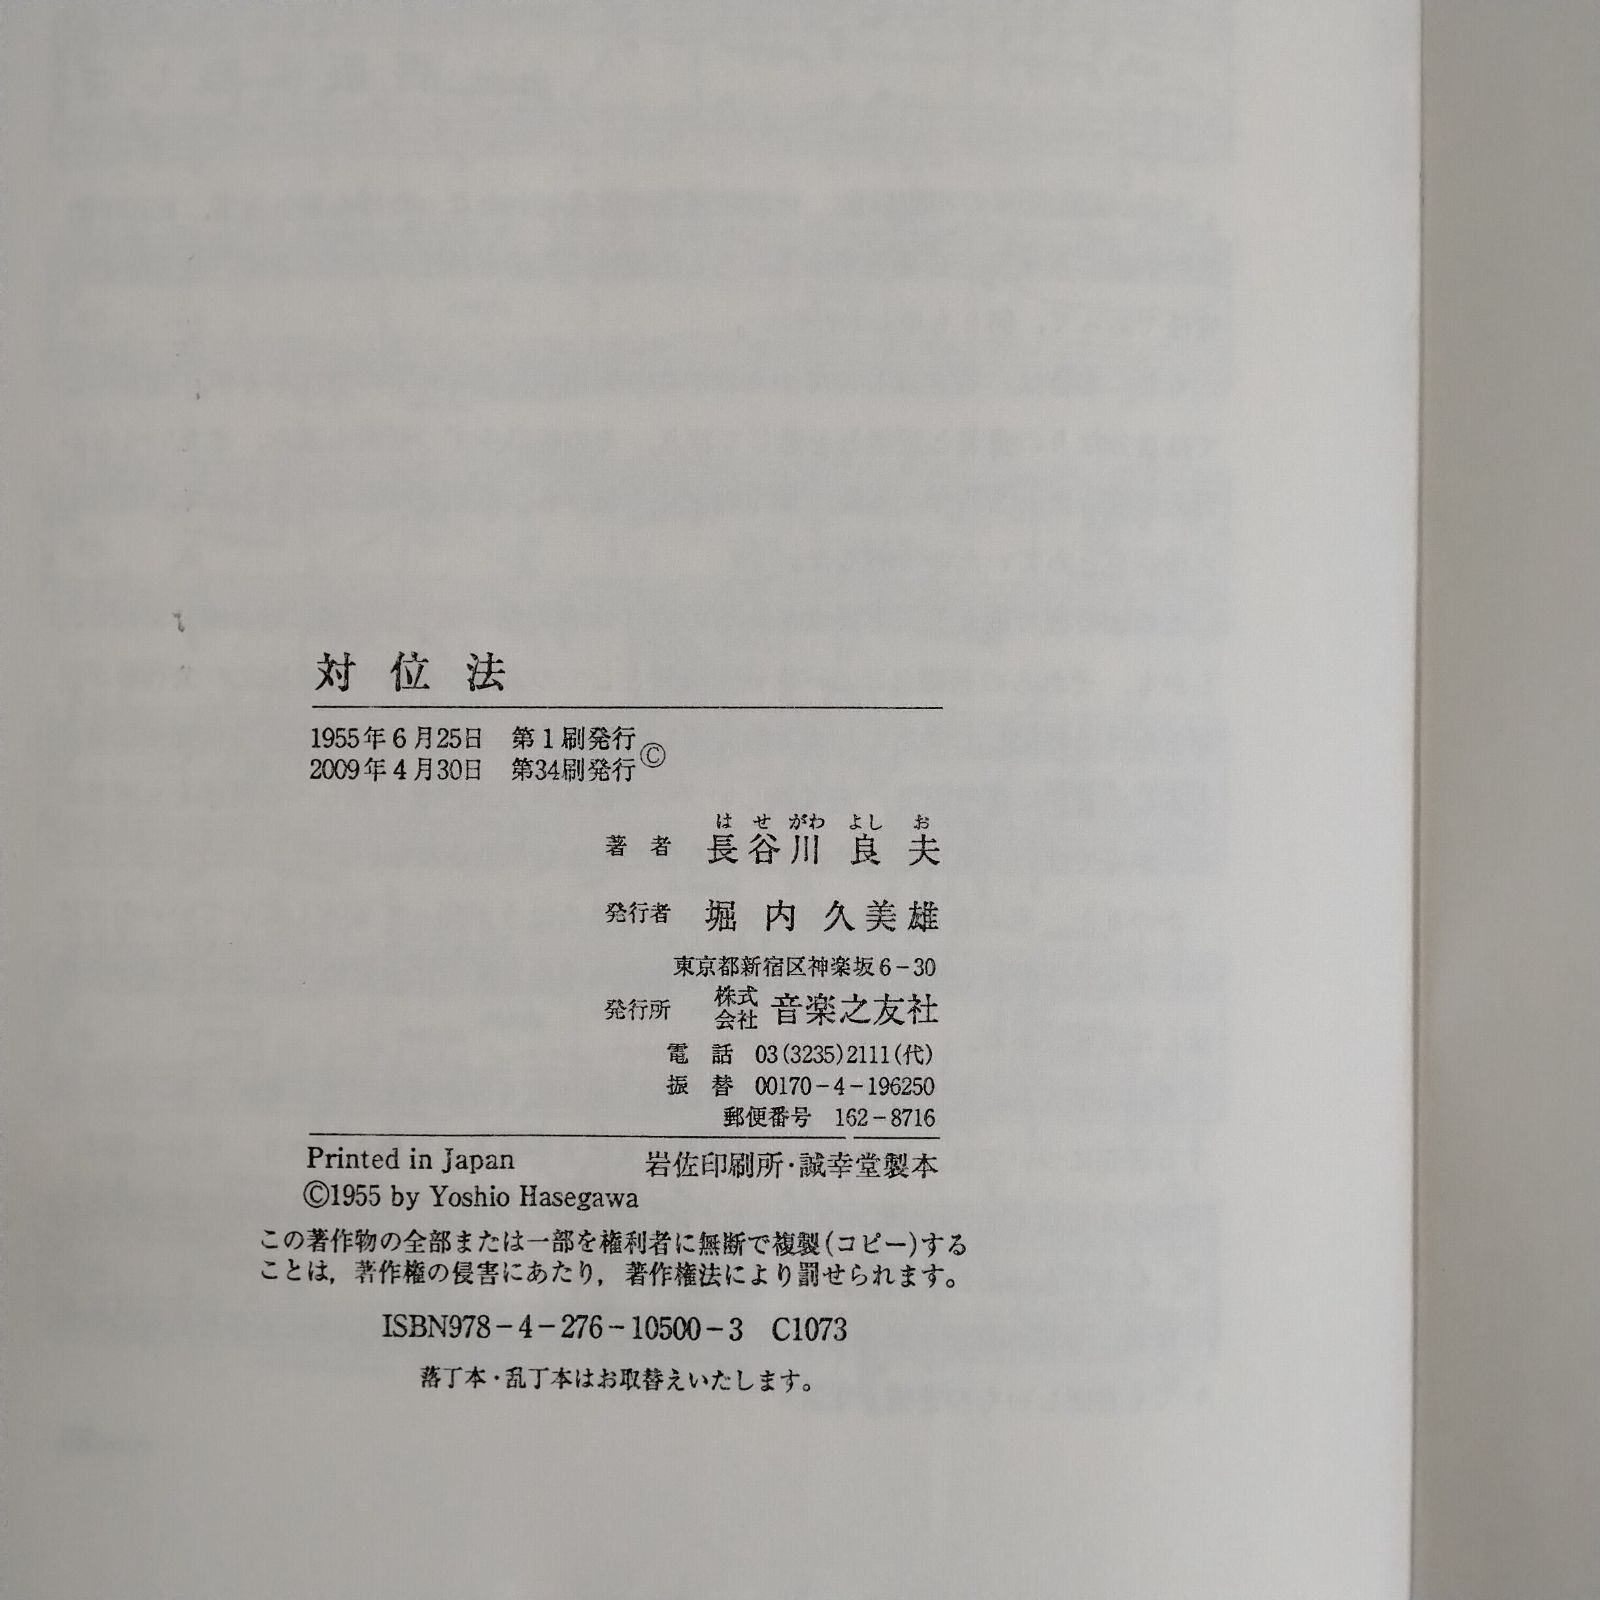 対位法
1955年6月25日 第1刷発行
2009年4月30日 第34刷発行
©
はせがわ よしお
著者 長谷川良夫
発行者 堀内久美雄
東京都新宿区神楽坂6-30
発行所 株式会社 音楽之友社
電話 03(3235)2111(代)
振替 00170-4-196250
郵便番号 162-8716
Printed in Japan 岩佐印刷所・誠幸堂製本
©1955 by Yoshio Hasegawa
この著作物の全部または一部を権利者に無断で複製(コピー)する
ことは,著作権の侵害にあたり,著作権法により罰せられます。
ISBN978-4-276-10500-3 C1073
落丁本・乱丁本はお取替えいたします。